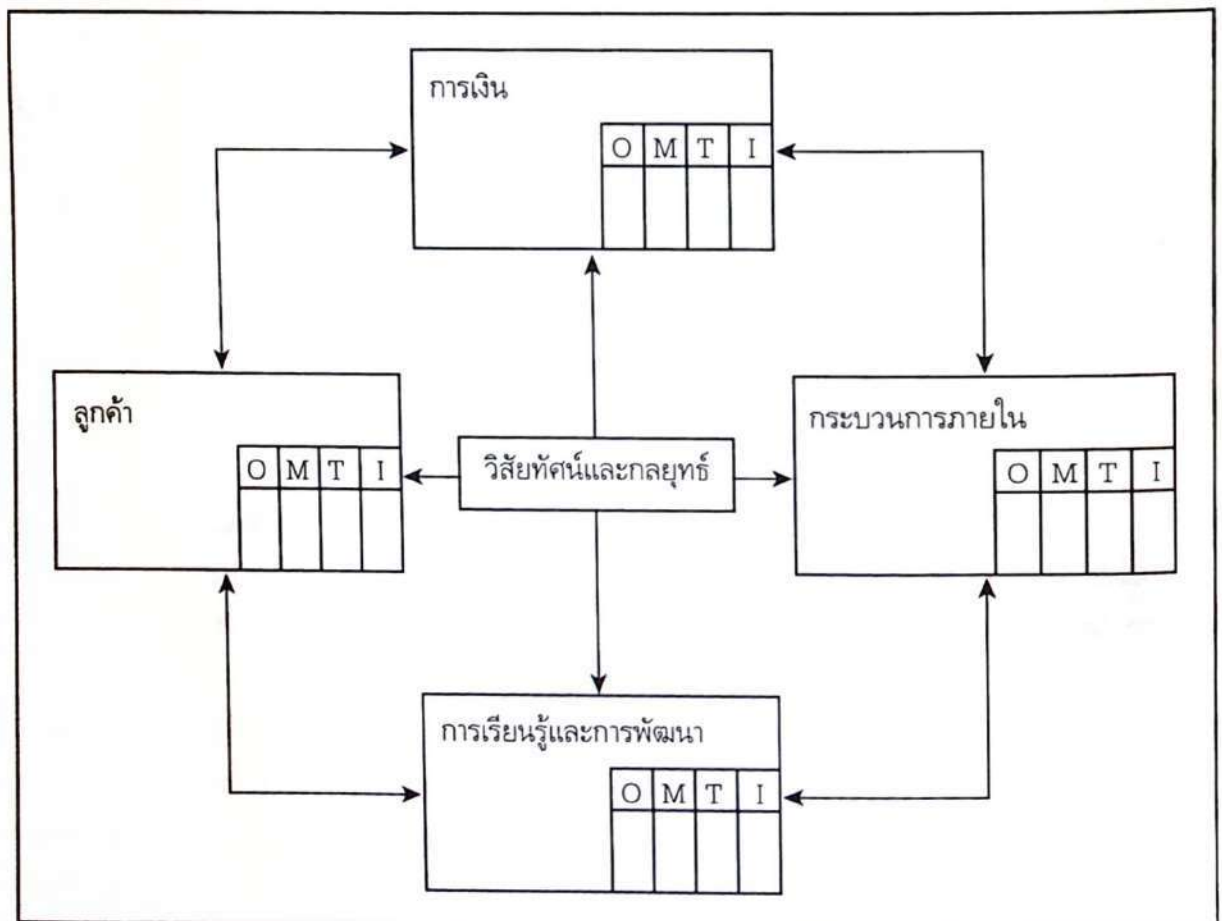 การเงิน
O M T I
ลูกค้า
O M T I
วิสัยทัศน์และกลยุทธ์
กระบวนการภายใน
O M T I
การเรียนรู้และการพัฒนา
O M T I